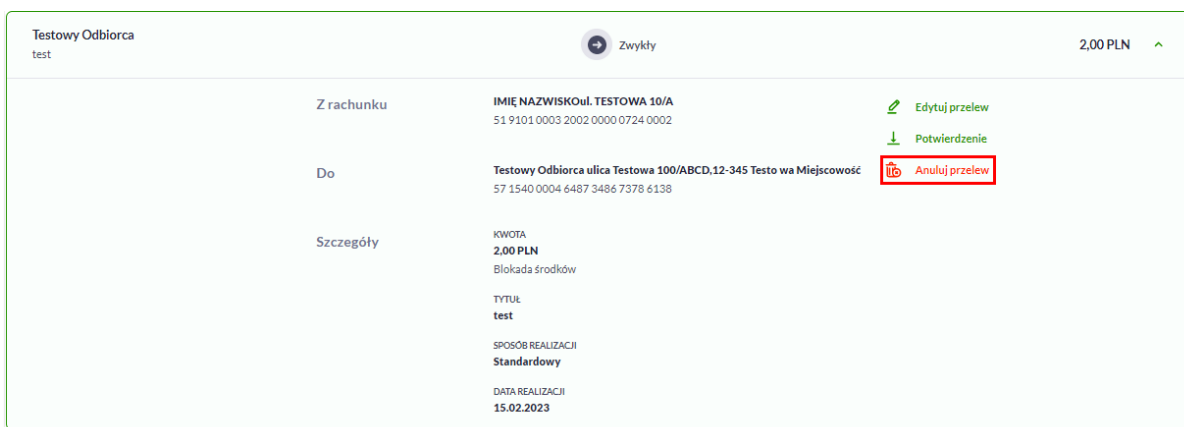 Testowy Odbiorca
test
Zwykły
2,00 PLN
Z rachunku
IMIĘ NAZWISKOul. TESTOWA 10/A
51 9101 0003 2002 0000 0724 0002
Edytuj przelew
Potwierdzenie
Anuluj przelew
Do
Testowy Odbiorca ulica Testowa 100/ABCD,12-345 Testo wa Miejscowość
57 1540 0004 6487 3486 7378 6138
Szczegóły
KWOTA
2,00 PLN
Blokada środków
TYTUŁ
test
SPOSÓB REALIZACJI
Standardowy
DATA REALIZACJI
15.02.2023